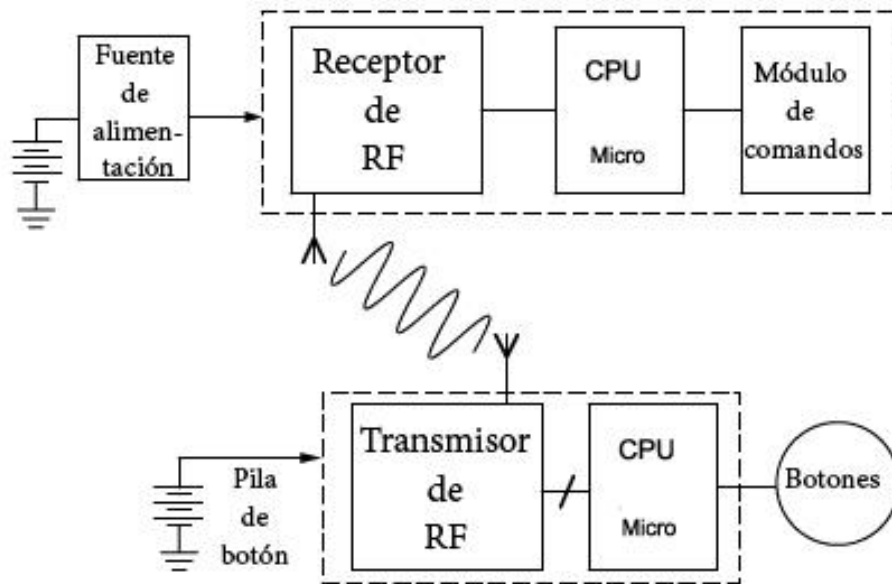 Fuente
de
alimen-
tación
Receptor
de
RF
CPU
Micro
Módulo
de
comandos
Pila
de
botón
Transmisor
de
RF
CPU
Micro
Botones